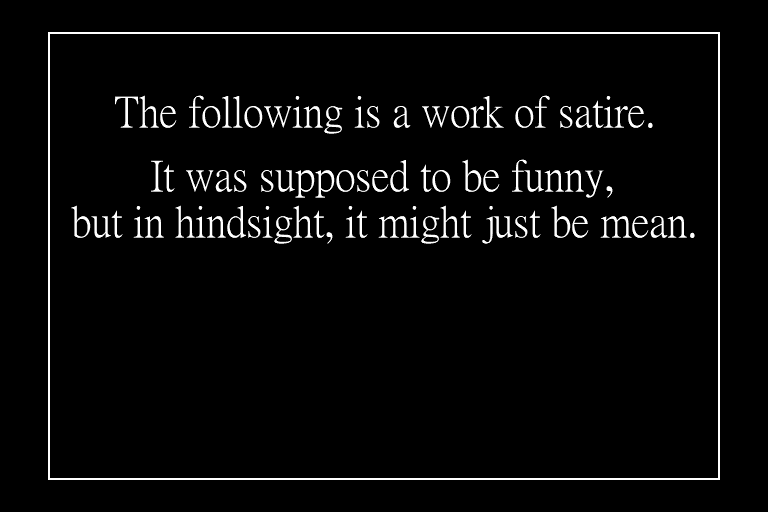 The following is a work of satire.
It was supposed to be funny,
but in hindsight, it might just be mean.